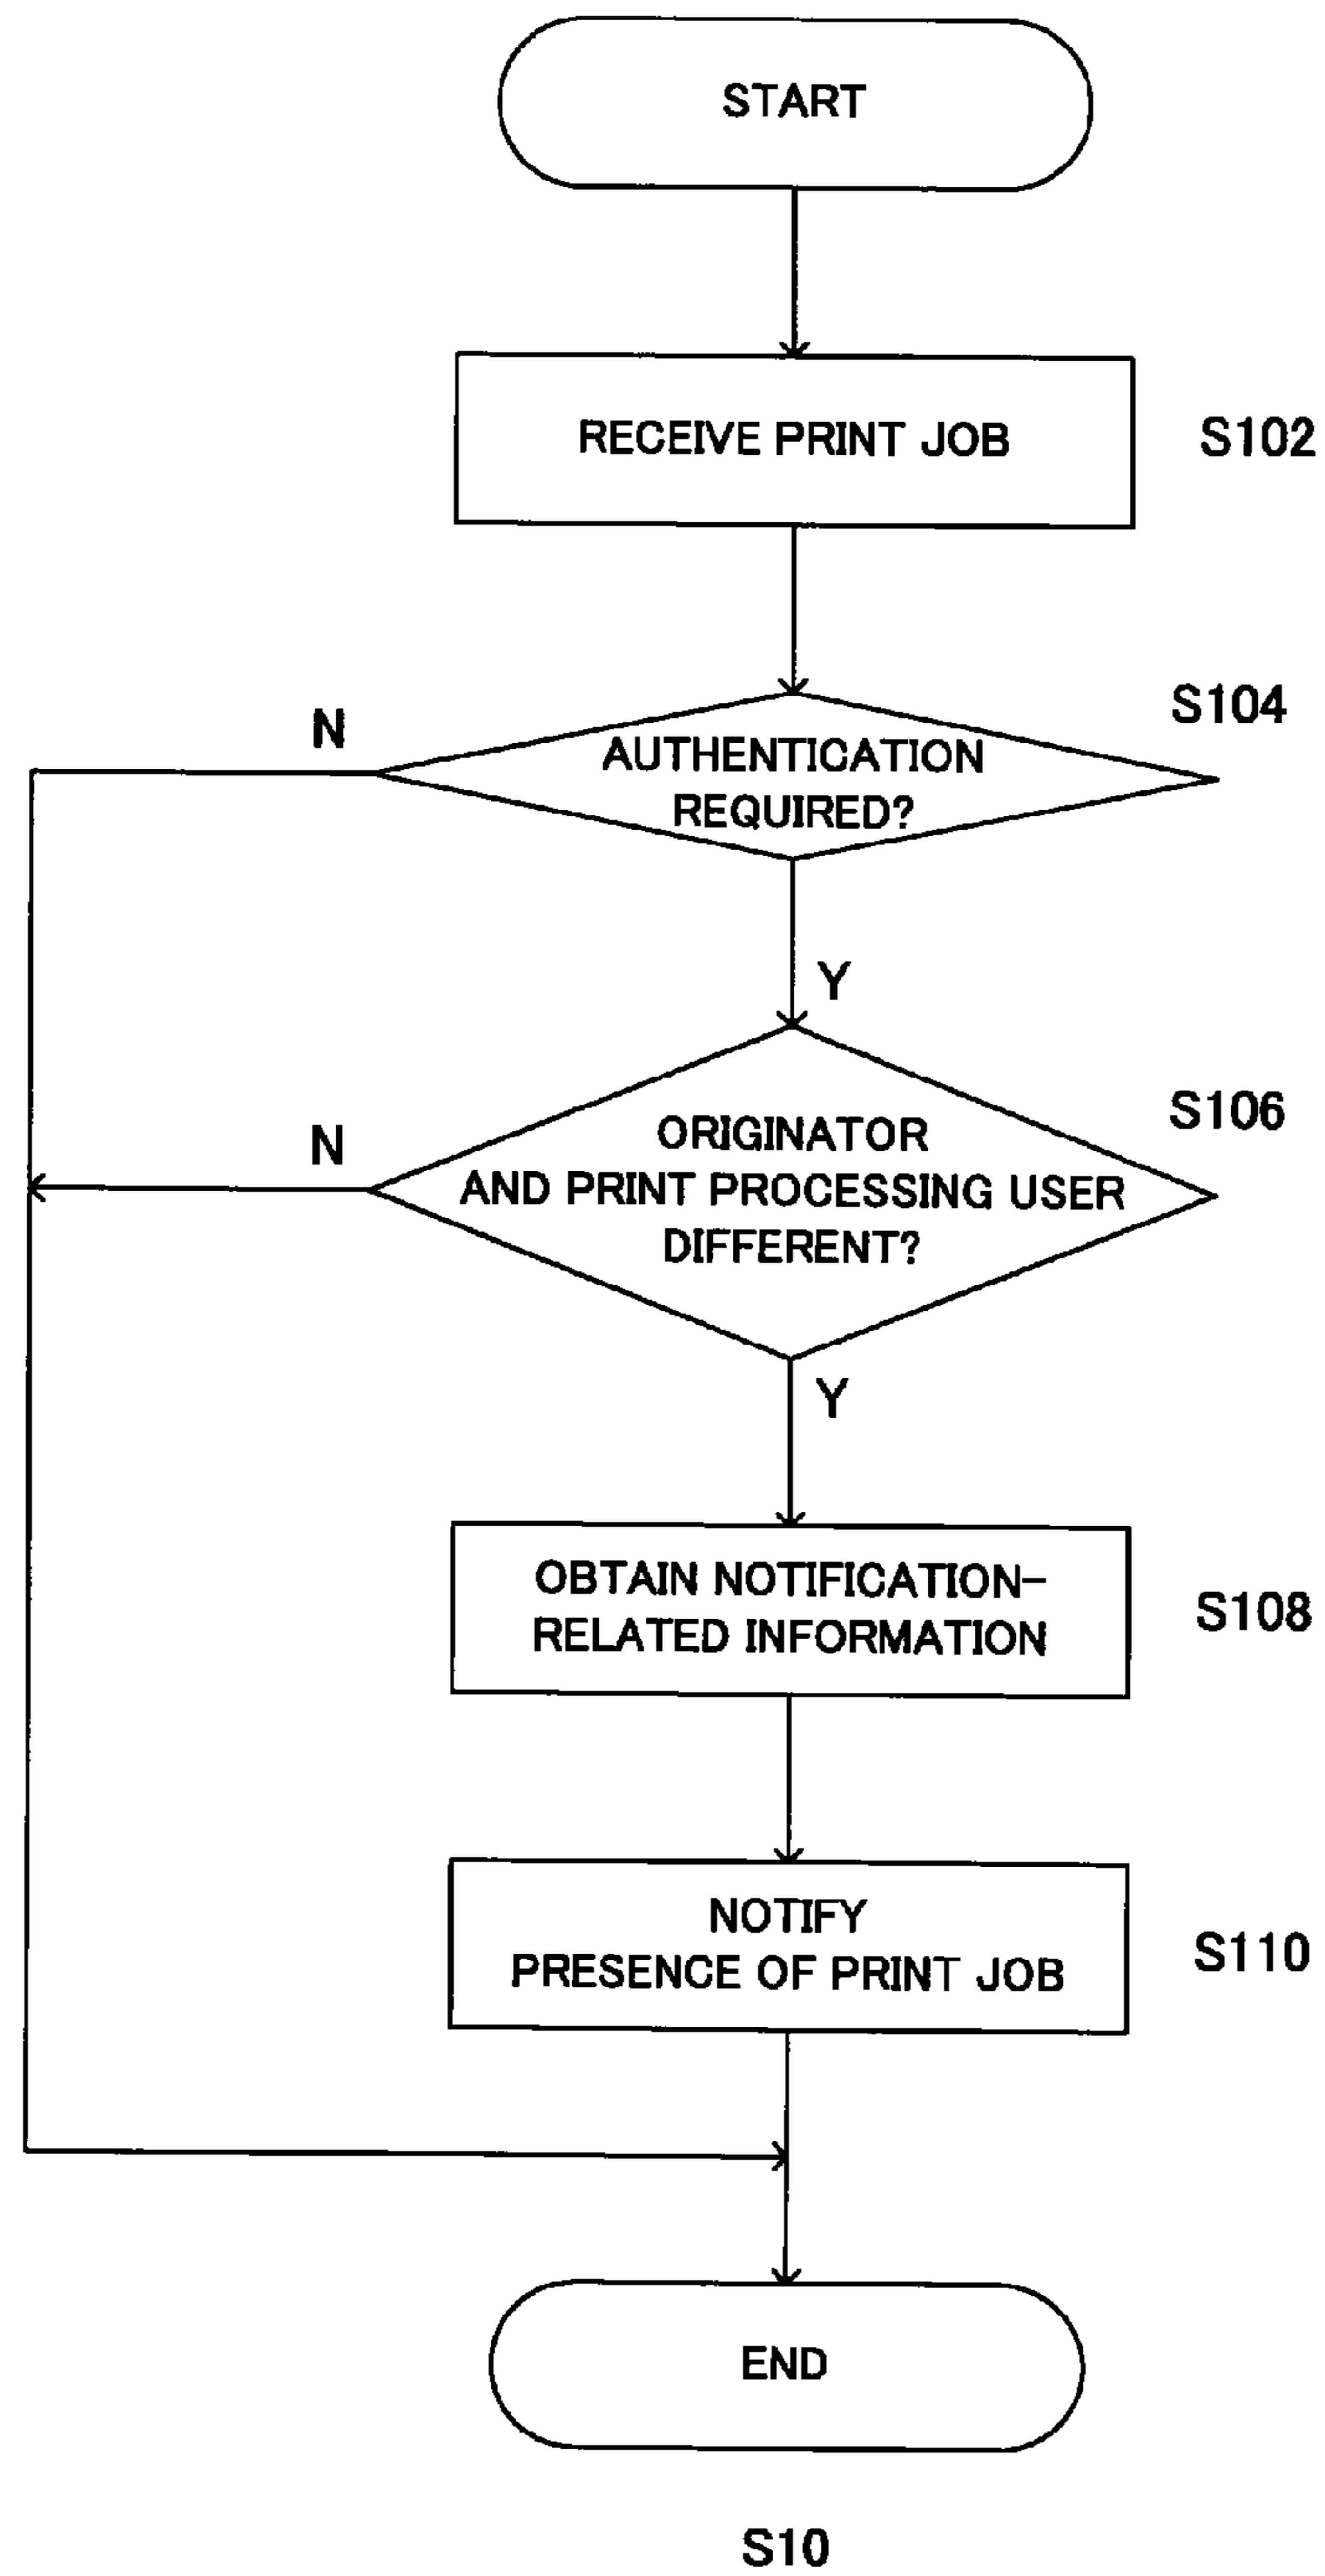 START
RECEIVE PRINT JOB
S102
S104
N
AUTHENTICATION
REQUIRED?
Y
S106
N
ORIGINATOR
AND PRINT PROCESSING USER
DIFFERENT?
Y
OBTAIN NOTIFICATION-
RELATED INFORMATION
S108
NOTIFY
PRESENCE OF PRINT JOB
S110
END
S10